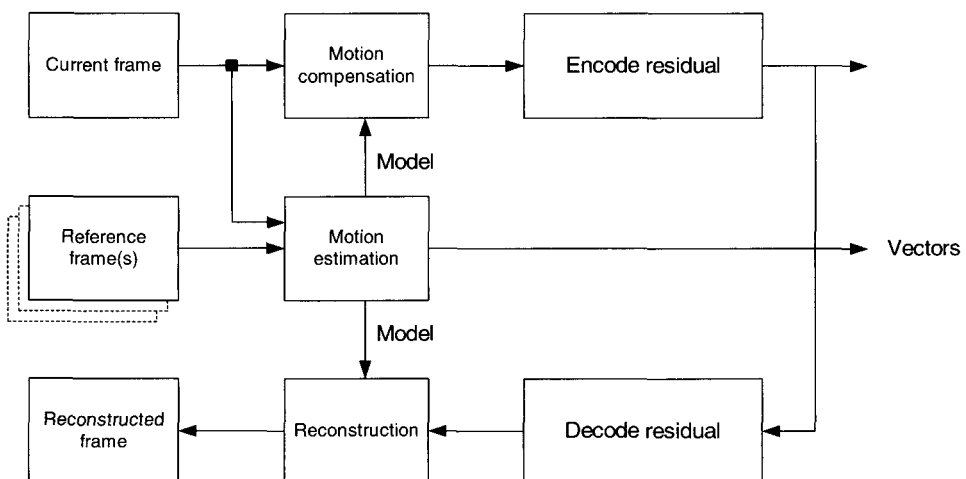 Current frame
Motion
compensation
Encode residual
Model
Reference
frame(s)
Motion
estimation
Vectors
Model
Reconstructed
frame
Reconstruction
Decode residual